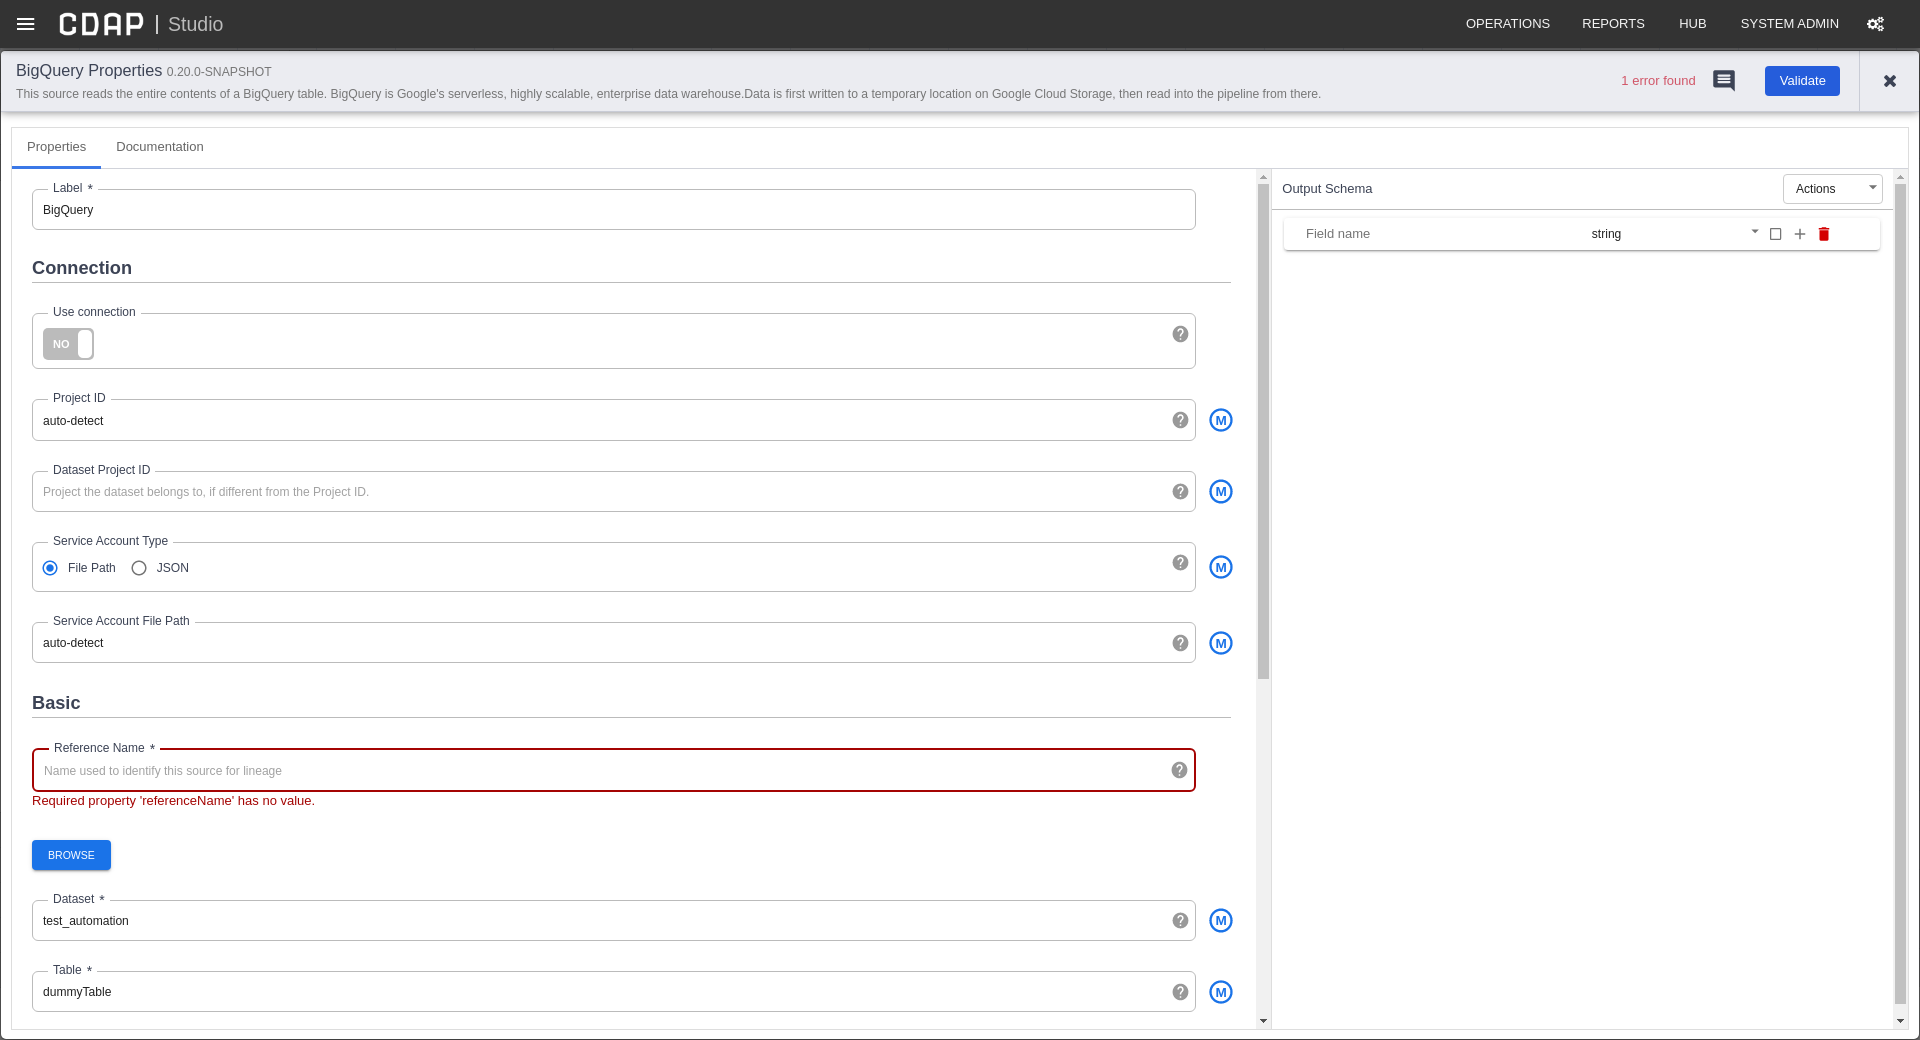 CDAP | Studio
OPERATIONS REPORTS HUB SYSTEM ADMIN
BigQuery Properties 0.20.0-SNAPSHOT
This source reads the entire contents of a BigQuery table. BigQuery is Google's serverless, highly scalable, enterprise data warehouse.Data is first written to a temporary location on Google Cloud Storage, then read into the pipeline from there.
1 error found
Validate
Properties Documentation
Label *
BigQuery
Connection
Use connection
NO
Project ID
auto-detect
M
Dataset Project ID
Project the dataset belongs to, if different from the Project ID.
M
Service Account Type
File Path JSON
M
Service Account File Path
auto-detect
M
Basic
Reference Name *
Name used to identify this source for lineage
Required property 'referenceName' has no value.
BROWSE
Dataset *
test_automation
M
Table *
dummyTable
M
Output Schema
Actions
Field name string